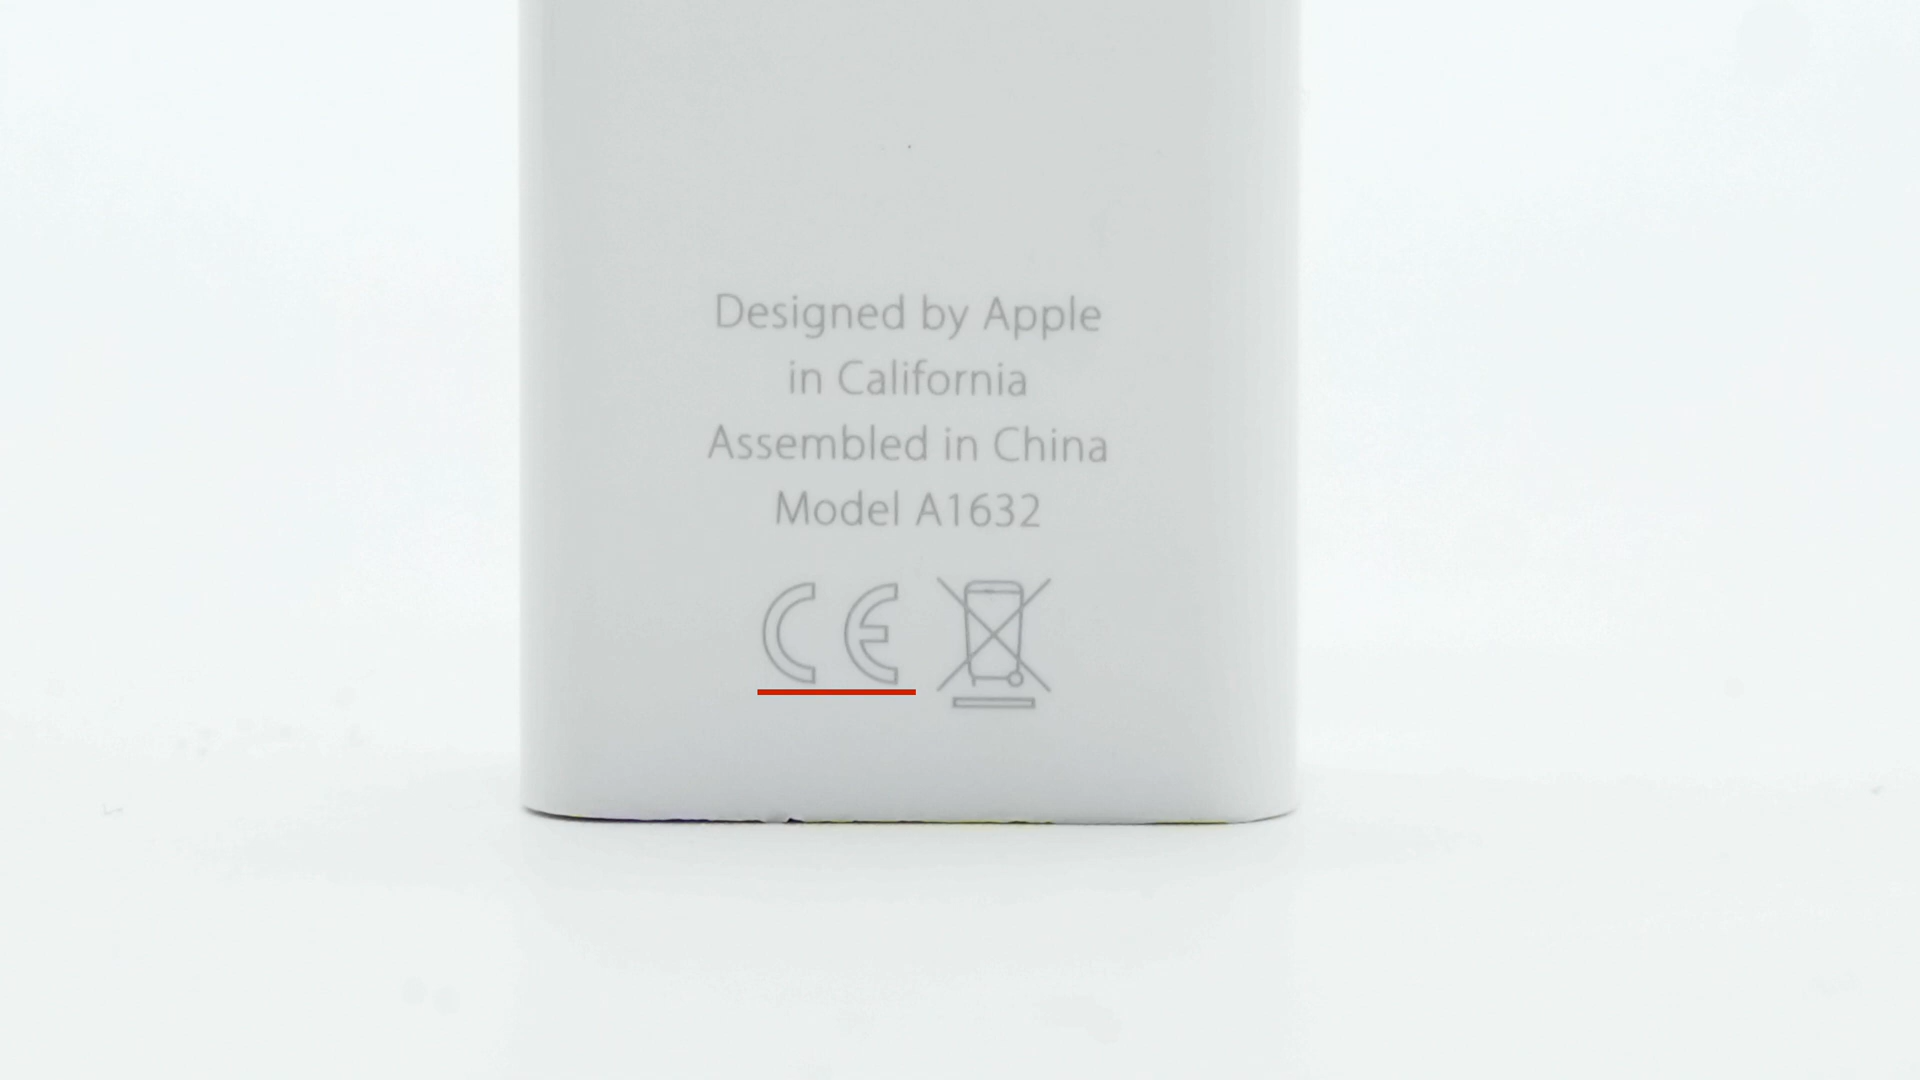 Designed by Apple
in California
Assembled in China
Model A1632
CE